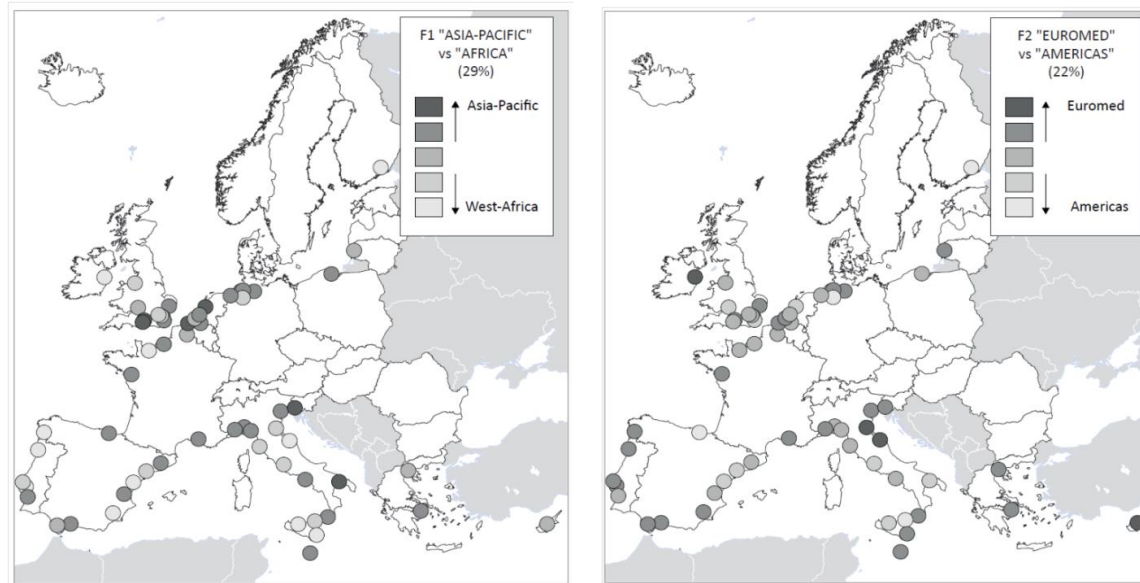 F1 "ASIA-PACIFIC"
vs "AFRICA"
(29%)
Asia-Pacific
West-Africa
F2 "EUROMED"
vs "AMERICAS"
(22%)
Euromed
Americas